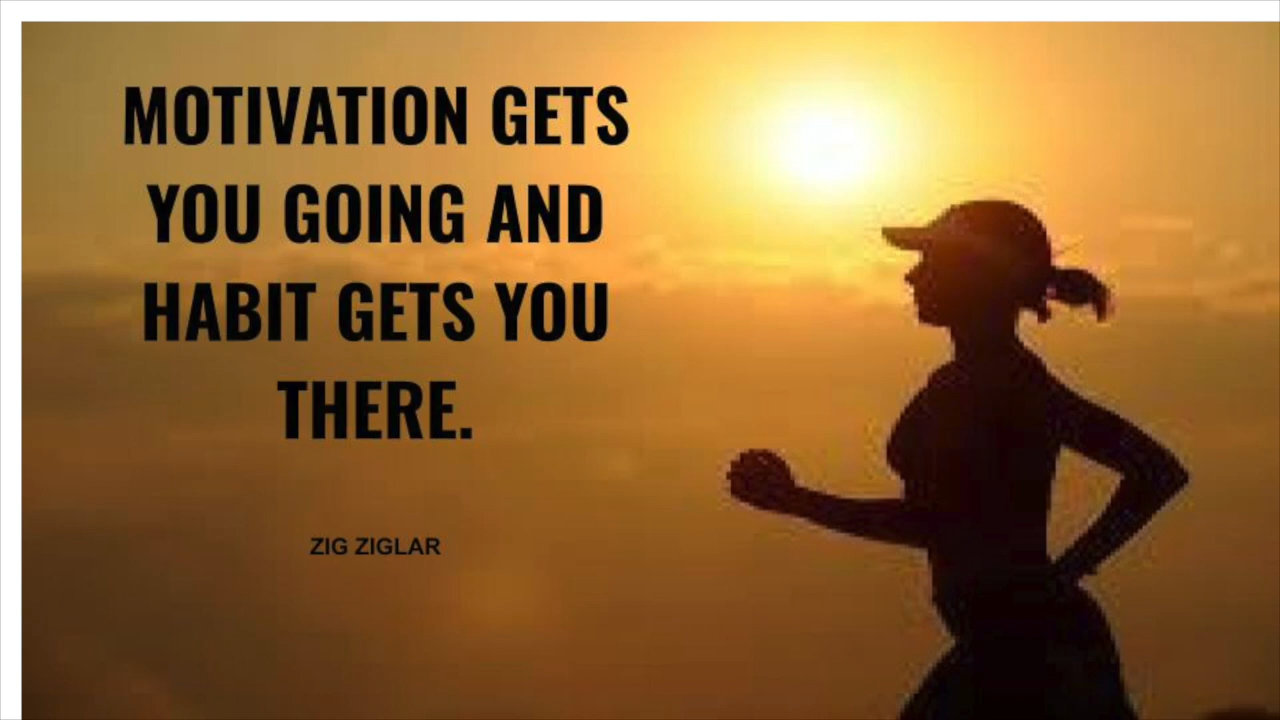 MOTIVATION GETS
YOU GOING AND
HABIT GETS YOU
THERE.
ZIG ZIGLAR